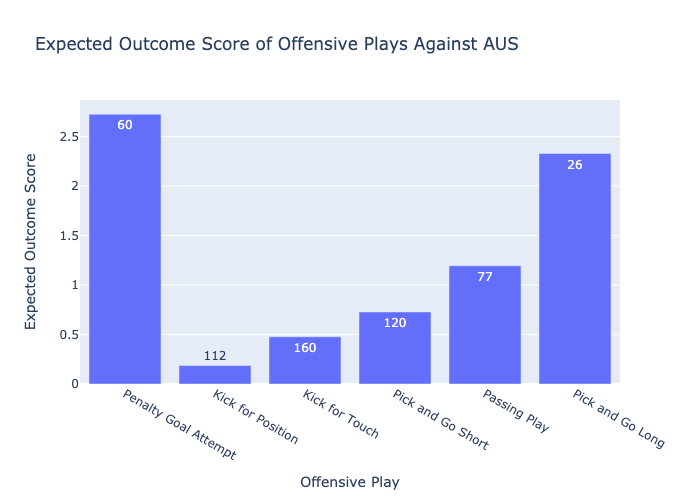 Expected Outcome Score of Offensive Plays Against AUS
Expected Outcome Score
2.5
2
1.5
1
0.5
0
60
112
160
120
77
26
Penalty Goal Attempt
Kick for Position
Kick for Touch
Pick and Go Short
Passing Play
Pick and Go Long
Offensive Play